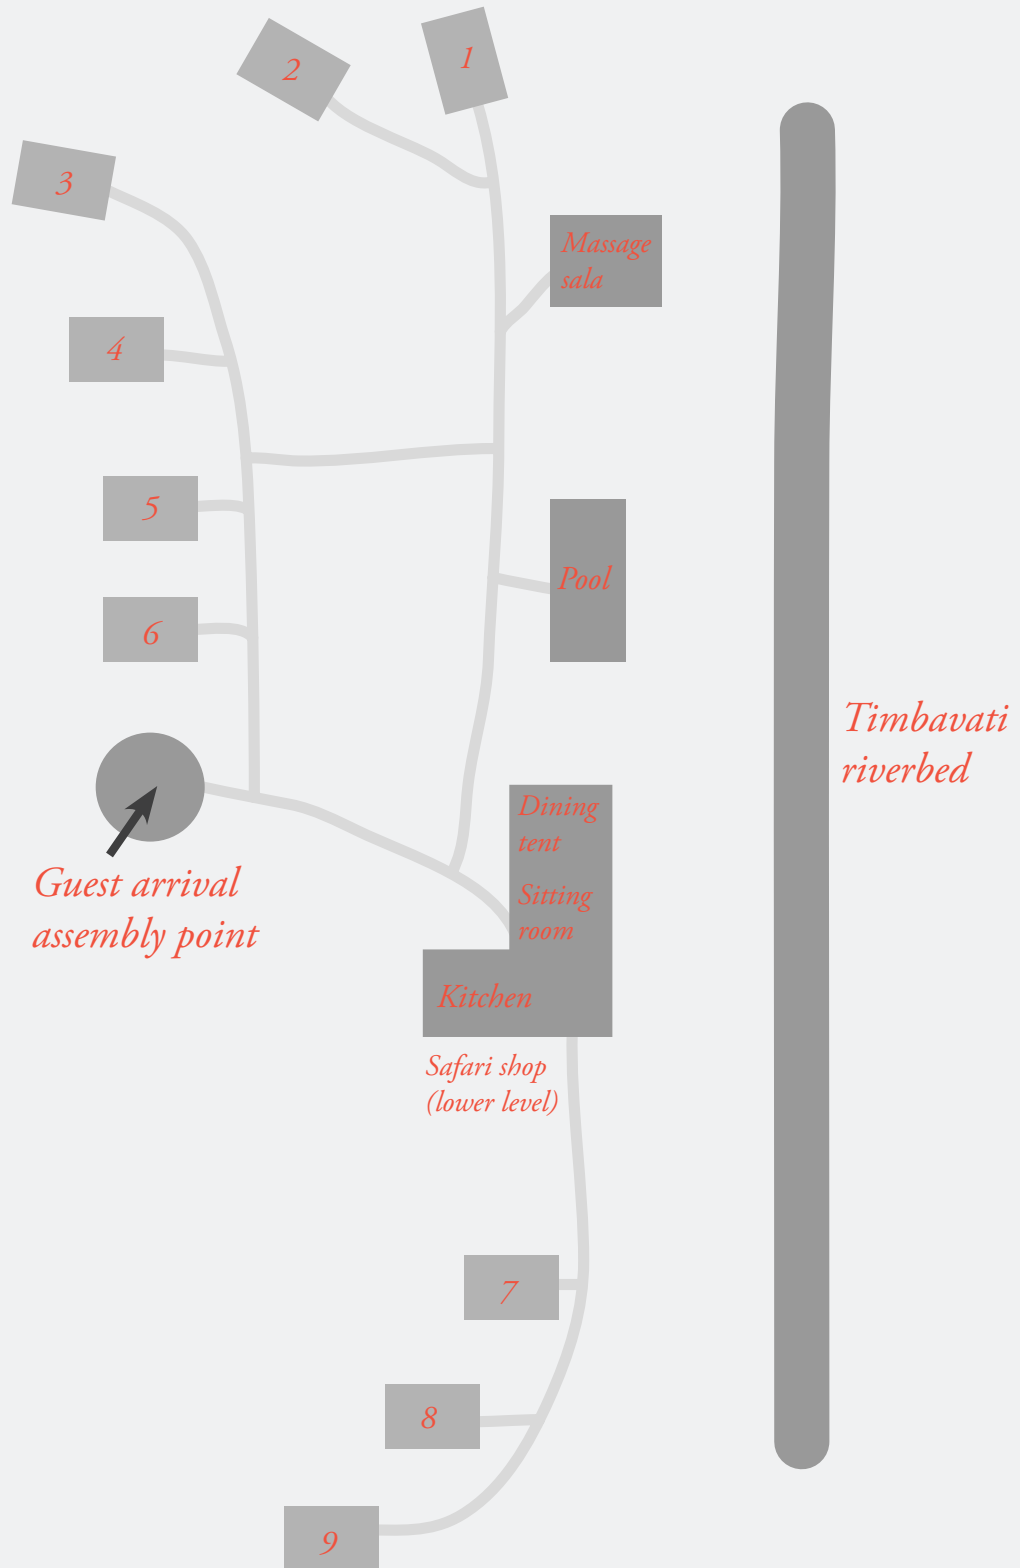 1
2
3
Massage
sala
4
5
Pool
6
Timbavati
riverbed
Dining
tent
Guest arrival
assembly point
Sitting
room
Kitchen
Safari shop
(lower level)
7
8
9